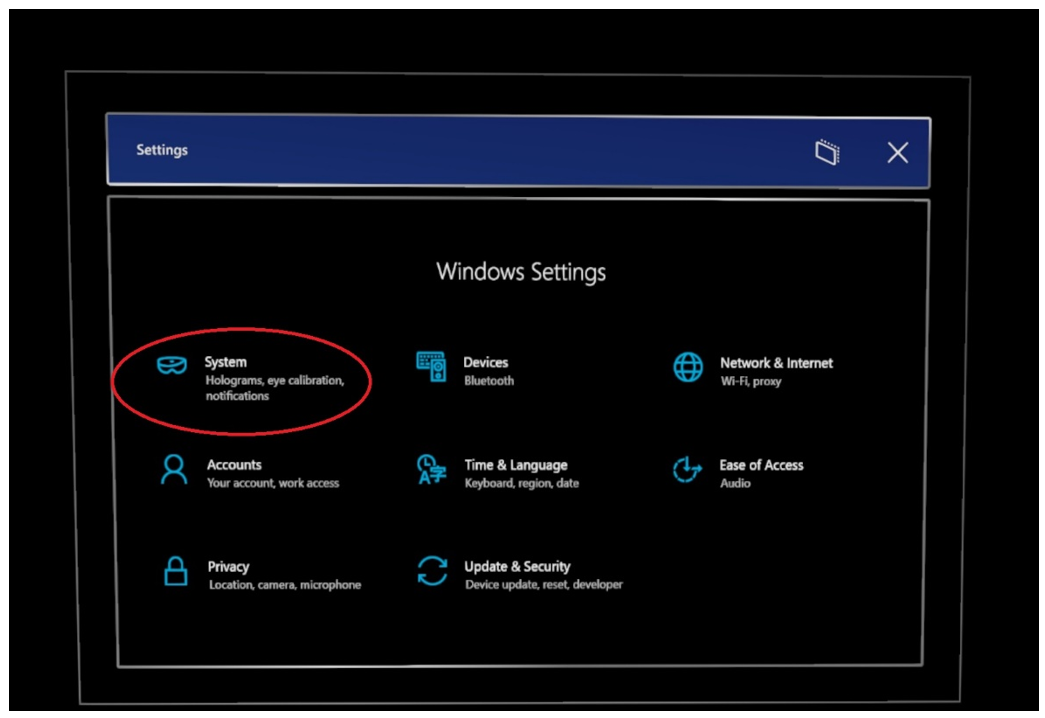 Settings
Windows Settings
System
Holograms, eye calibration,
notifications
Devices
Bluetooth
Network & Internet
Wi-Fi, proxy
Accounts
Your account, work access
Time & Language
Keyboard, region, date
Ease of Access
Audio
Privacy
Location, camera, microphone
Update & Security
Device update, reset, developer